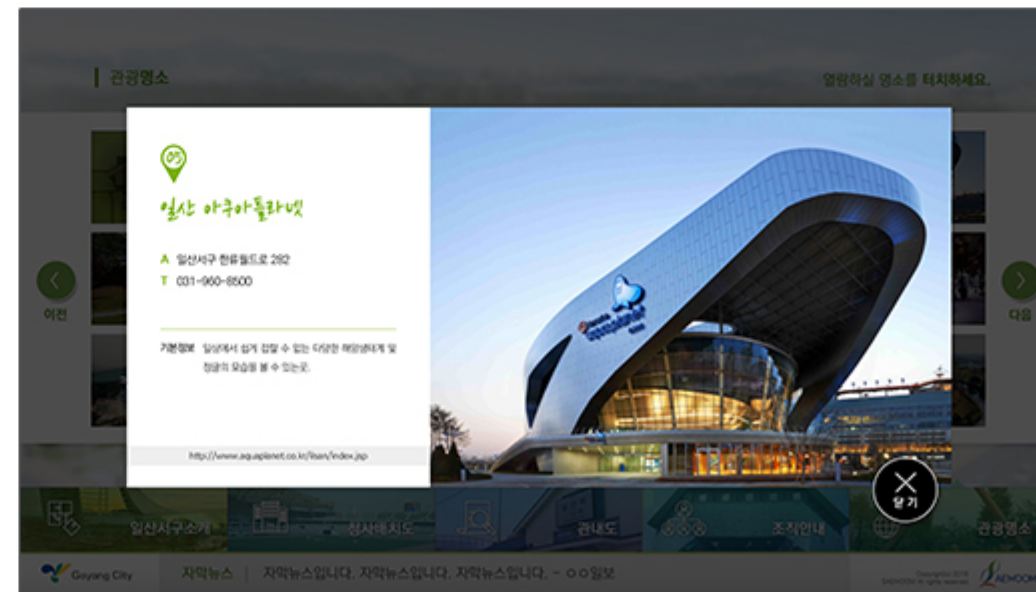 관광명소
열람하실 명소를 터치하세요.
05
일산 아쿠아플라넷
A 일산서구 한류월드로 282
T 031-960-8500
기본정보 일상에서 쉽게 접할 수 없는 다양한 해양생태계 및
정글의 모습을 볼 수 있는곳.
http://www.aquaplanet.co.kr/ilsan/index.jsp
aquaplanet
이전
다음
닫기
일산서구소개
청사배치도
관내도
조직안내
관광명소
Goyang City
자막뉴스 | 자막뉴스입니다. 자막뉴스입니다. 자막뉴스입니다. - ㅇㅇ일보